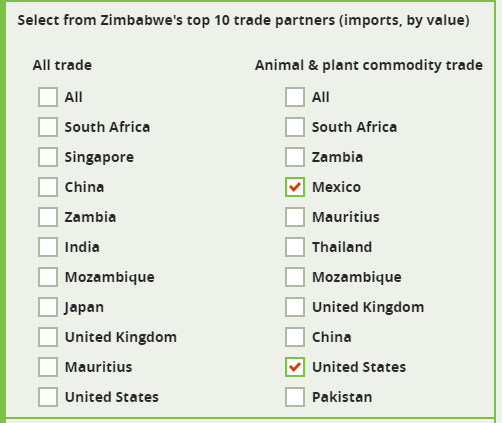 Select from Zimbabwe's top 10 trade partners (imports, by value)
All trade
All
South Africa
Singapore
China
Zambia
India
Mozambique
Japan
United Kingdom
Mauritius
United States
Animal & plant commodity trade
All
South Africa
Zambia
Mexico
Mauritius
Thailand
Mozambique
United Kingdom
China
United States
Pakistan